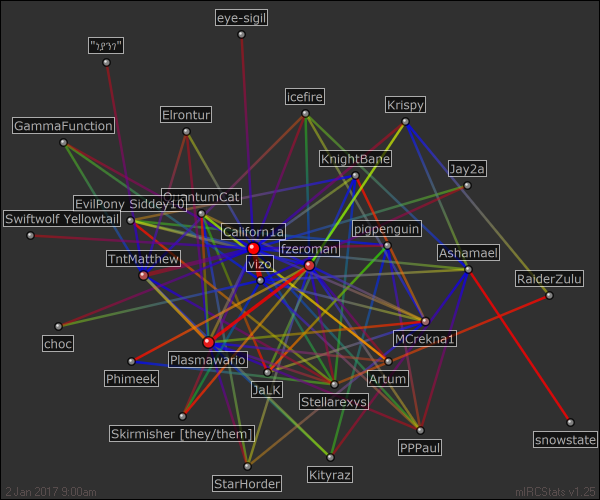 eye-sigil
icefire
Krispy
Elrontur
GammaFunction
KnightBane
Jay2a
EvilPony Siddey10
Swiftwolf Yellowtail
Californ1a
pigpenguin
fzeroman
Ashamael
TntMatthew
vizo
RaiderZulu
choc
MCrekna1
Plasmawario
Phimeek
JaLK
Artum
Stellarexys
Skirmisher [they/them]
PPPaul
snowstate
Kityraz
StarHorder
2 Jan 2017 9:00am
mIRCStats v1.25